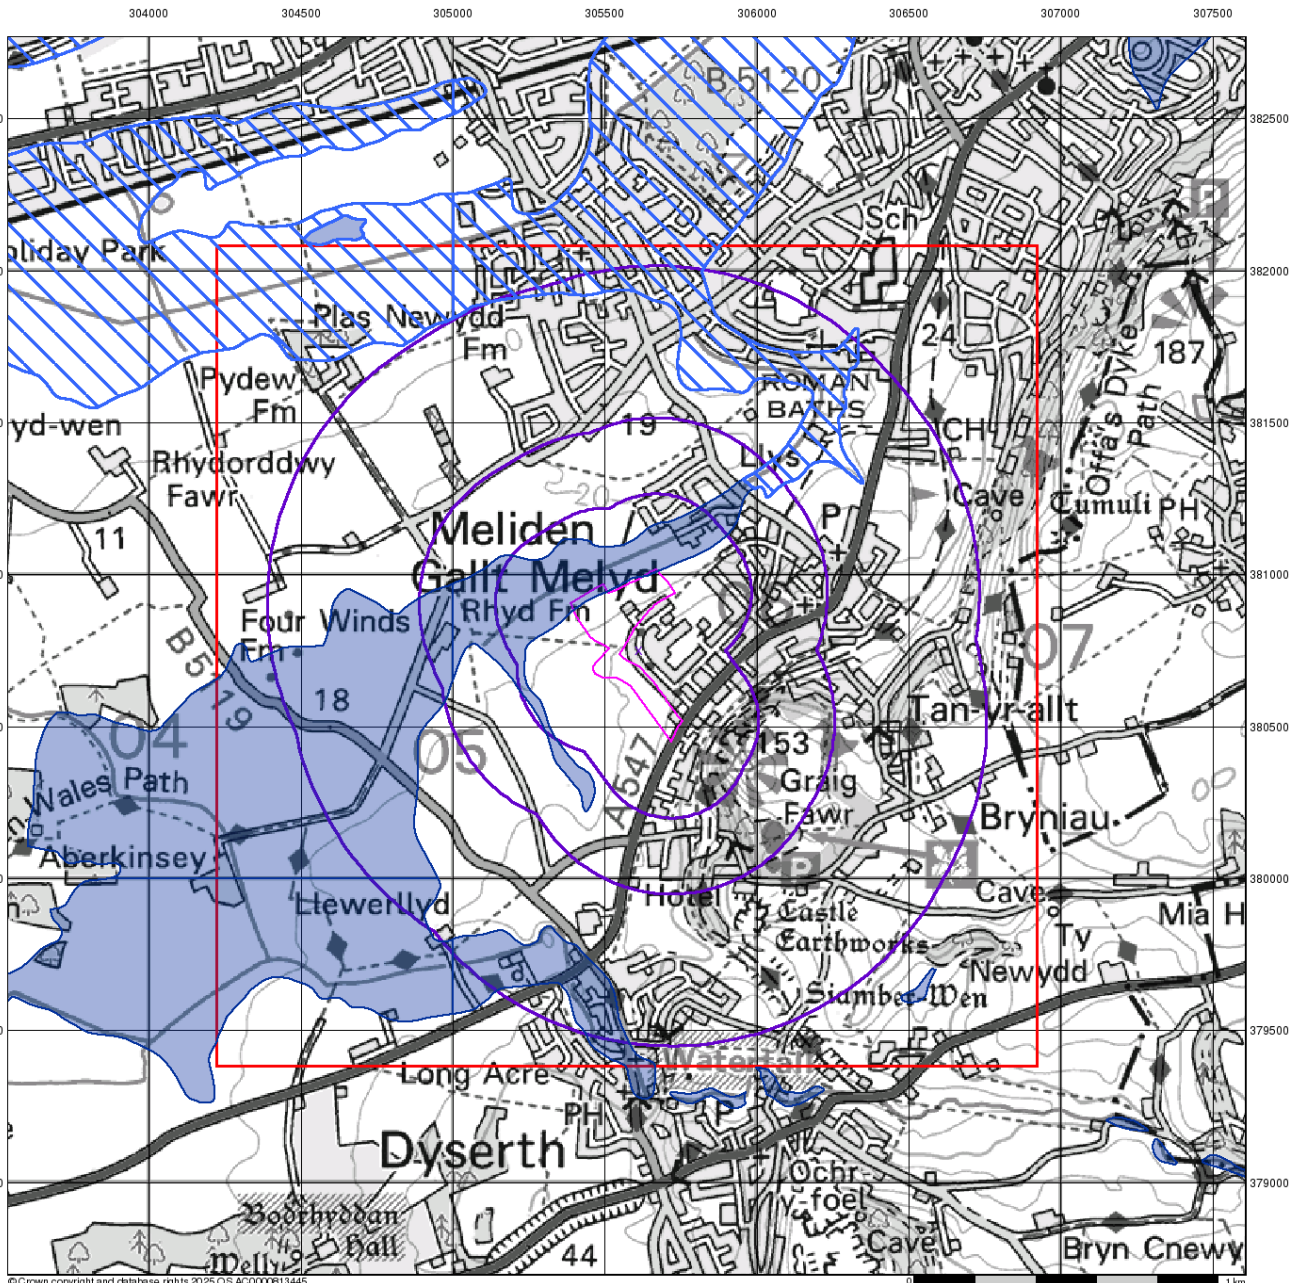 304000 304500 305000 305500 306000 306500 307000 307500
B 5120
382500
P
Sch
oliday Park
382000
Plas Newydd
Fm
24
187
Offa's Dyke
Path
Pydew
Fm
ROMAN
BATHS
yd-wen
19
CH
381500
Rhydorddwy
Fawr
Llys
20
Cave
Tumuli PH
11
Meliden /
Gallt Melyd
P
381000
Rhyd Fm
06
Four Winds
Fm
B 5119
07
18
Tan-yr-allt
04
05
153
380500
A 547
Graig
Fawr
Wales Path
Bryniau
Aberkinsey
P
380000
Hotel
Cave
Llewerllyd
Castle
Earthworks
Mia H
Ty
Newydd
Siamber Wen
379500
Waterfall
Long Acre
PH
P
Dyserth
Ochr-
y-foel
379000
Bodrhyddan
Hall
Well
44
Cave
Bryn Cnewy
©Crown copyright and database rights 2025 OS AC0000813445
0 1 km